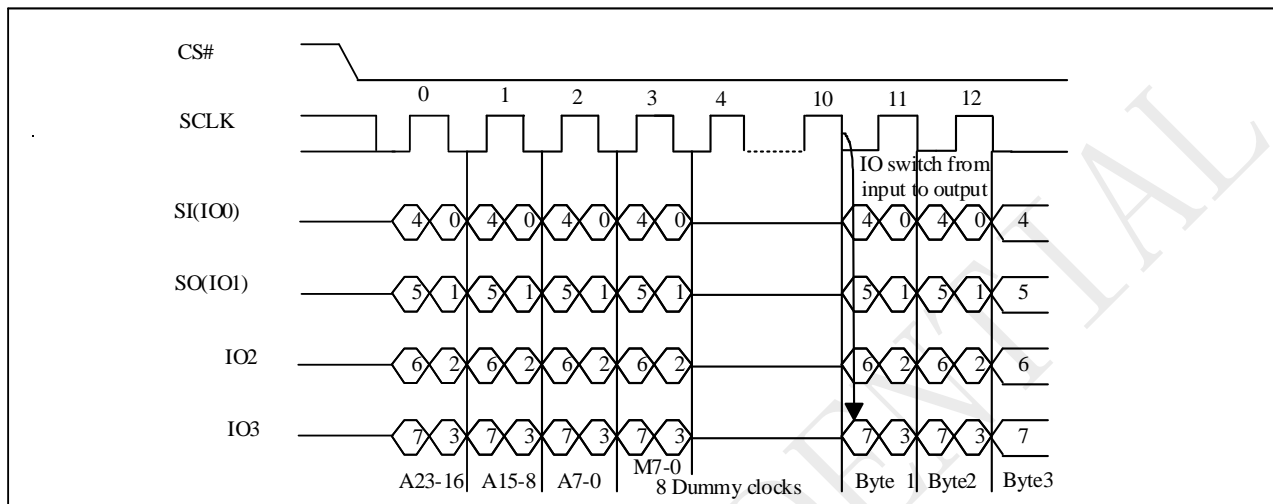 CS#
0 1 2 3 4 10 11 12
SCLK
IO switch from
input to output
SI(IO0) 4 0 4 0 4 0 4 0 4 0 4 0 4
SO(IO1) 5 1 5 1 5 1 5 1 5 1 5 1 5
IO2 6 2 6 2 6 2 6 2 6 2 6 2 6
IO3 7 3 7 3 7 3 7 3 7 3 7 3 7
A23-16 A15-8 A7-0 M7-0 8 Dummy clocks Byte 1 Byte2 Byte3